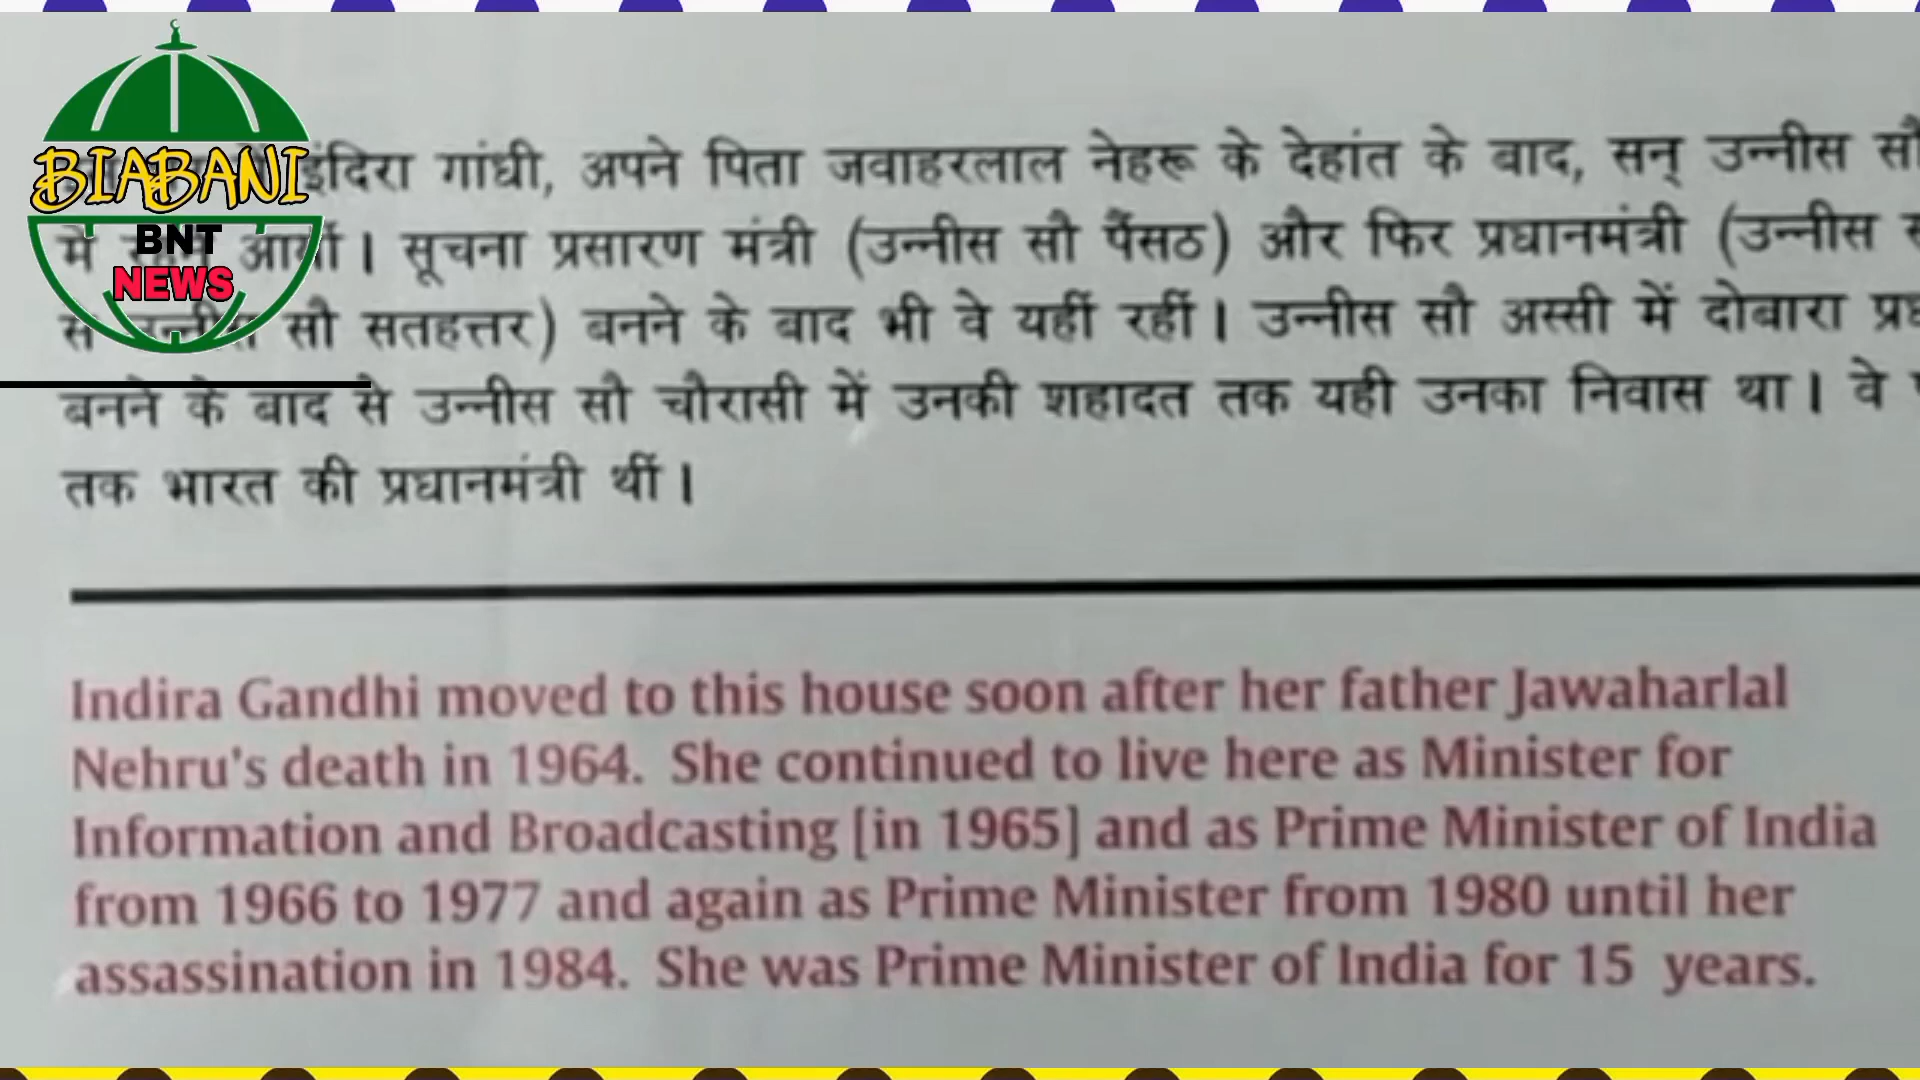 BIABANI
BNT
NEWS
इंदिरा गांधी, अपने पिता जवाहरलाल नेहरू के देहांत के बाद, सन् उन्नीस सौ
में आयीं। सूचना प्रसारण मंत्री (उन्नीस सौ पैंसठ) और फिर प्रधानमंत्री (उन्नीस
से उन्नीस सौ सतहत्तर) बनने के बाद भी वे यहीं रहीं। उन्नीस सौ अस्सी में दोबारा
बनने के बाद से उन्नीस सौ चौरासी में उनकी शहादत तक यही उनका निवास था। वे
तक भारत की प्रधानमंत्री थीं।
Indira Gandhi moved to this house soon after her father Jawaharlal
Nehru's death in 1964. She continued to live here as Minister for
Information and Broadcasting [in 1965] and as Prime Minister of India
from 1966 to 1977 and again as Prime Minister from 1980 until her
assassination in 1984. She was Prime Minister of India for 15 years.